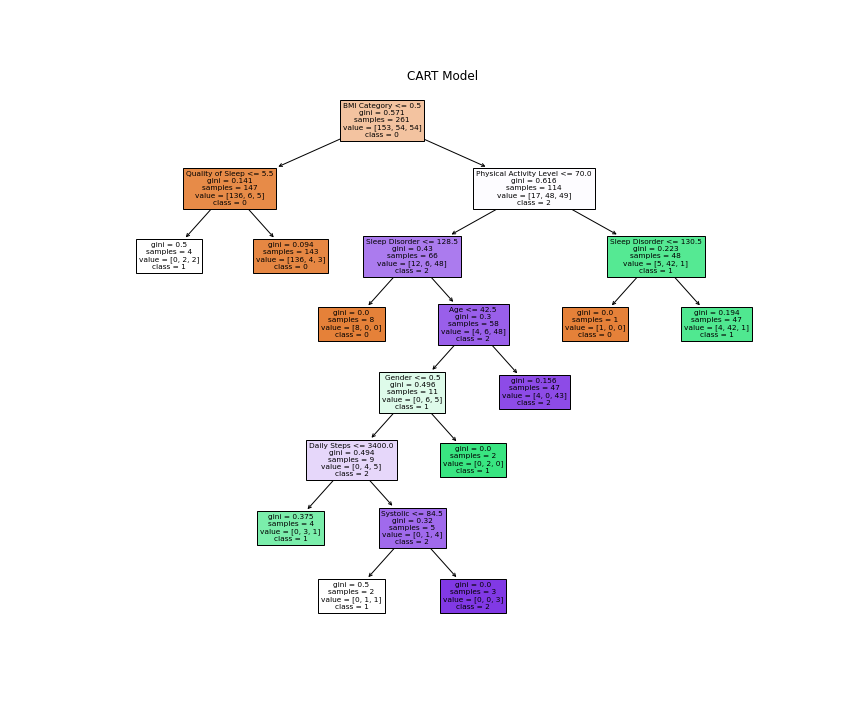 CART Model
BMI Category <= 0.5
gini = 0.571
samples = 261
value = [153, 54, 54]
class = 0
Quality of Sleep <= 5.5
gini = 0.141
samples = 147
value = [136, 6, 5]
class = 0
Physical Activity Level <= 70.0
gini = 0.616
samples = 114
value = [17, 48, 49]
class = 2
gini = 0.5
samples = 4
value = [0, 2, 2]
class = 1
gini = 0.094
samples = 143
value = [136, 4, 3]
class = 0
Sleep Disorder <= 128.5
gini = 0.43
samples = 66
value = [12, 6, 48]
class = 2
Sleep Disorder <= 130.5
gini = 0.223
samples = 48
value = [5, 42, 1]
class = 1
gini = 0.0
samples = 8
value = [8, 0, 0]
class = 0
Age <= 42.5
gini = 0.3
samples = 58
value = [4, 6, 48]
class = 2
gini = 0.0
samples = 1
value = [1, 0, 0]
class = 0
gini = 0.194
samples = 47
value = [4, 42, 1]
class = 1
Gender <= 0.5
gini = 0.496
samples = 11
value = [0, 6, 5]
class = 1
gini = 0.156
samples = 47
value = [4, 0, 43]
class = 2
Daily Steps <= 3400.0
gini = 0.494
samples = 9
value = [0, 4, 5]
class = 2
gini = 0.0
samples = 2
value = [0, 2, 0]
class = 1
gini = 0.375
samples = 4
value = [0, 3, 1]
class = 1
Systolic <= 84.5
gini = 0.32
samples = 5
value = [0, 1, 4]
class = 2
gini = 0.5
samples = 2
value = [0, 1, 1]
class = 1
gini = 0.0
samples = 3
value = [0, 0, 3]
class = 2